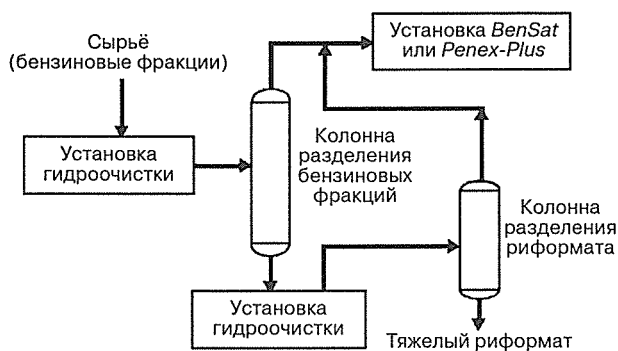 Сырьё
(бензиновые фракции)
Установка BenSat
или Penex-Plus
Установка
гидроочистки
Колонна
разделения
бензиновых
фракций
Колонна
разделения
риформата
Установка
гидроочистки
Тяжелый риформат